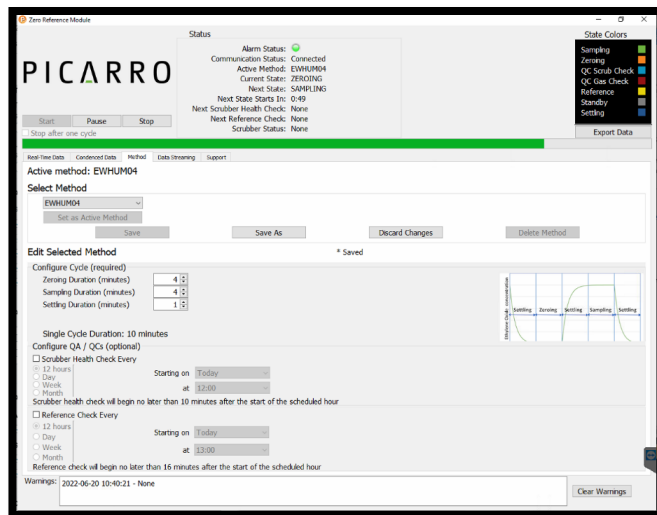 Zero Reference Module
PICARRO
Start Pause Stop
Stop after one cycle
Status
Alarm Status:
Communication Status: Connected
Active Method: EWHUM04
Current State: ZEROING
Next State: SAMPLING
Next State Starts In: 0:49
Next Scrubber Health Check: None
Next Reference Check: None
Scrubber Status: None
State Colors
Sampling
Zeroing
QC Scrub Check
QC Gas Check
Reference
Standby
Settling
Export Data
Real-Time Data Condenced Data Method Data Streaming Support
Active method: EWHUM04
Select Method
EWHUM04
Set as Active Method
Save Save As Discard Changes Delete Method
Edit Selected Method * Saved
Configure Cycle (required)
Zeroing Duration (minutes) 4
Sampling Duration (minutes) 4
Settling Duration (minutes) 1
Single Cycle Duration: 10 minutes
Settling Zeroing Settling Sampling Settling
Configure QA / QCs (optional)
Scrubber Health Check Every
12 hours
Day
Week
Month
Starting on Today
at 12:00
Scrubber health check will begin no later than 10 minutes after the start of the scheduled hour
Reference Check Every
12 hours
Day
Week
Month
Starting on Today
at 13:00
Reference check will begin no later than 16 minutes after the start of the scheduled hour
Warnings: 2022-06-20 10:40:21 - None
Clear Warnings